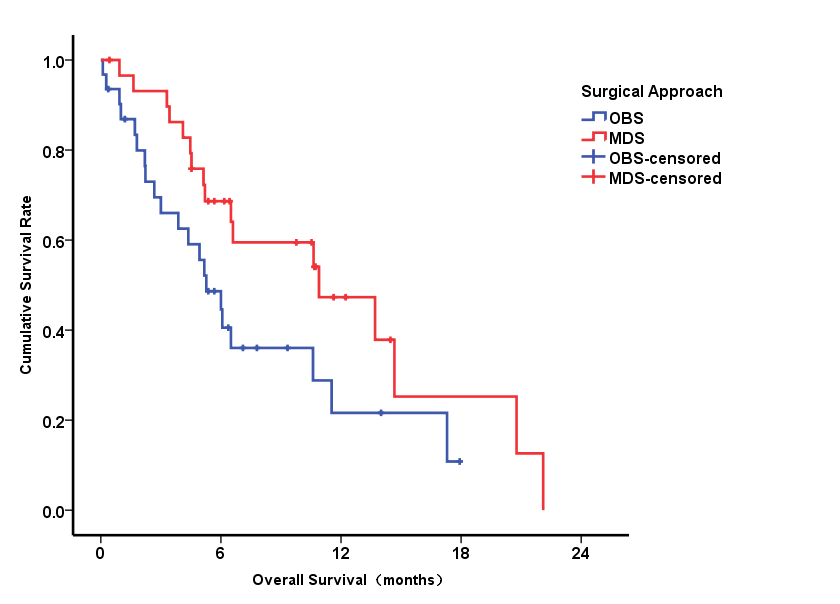 Surgical Approach
OBS
MDS
OBS-censored
MDS-censored
Cumulative Survival Rate
1.0
0.8
0.6
0.4
0.2
0.0
0 6 12 18 24
Overall Survival（months）